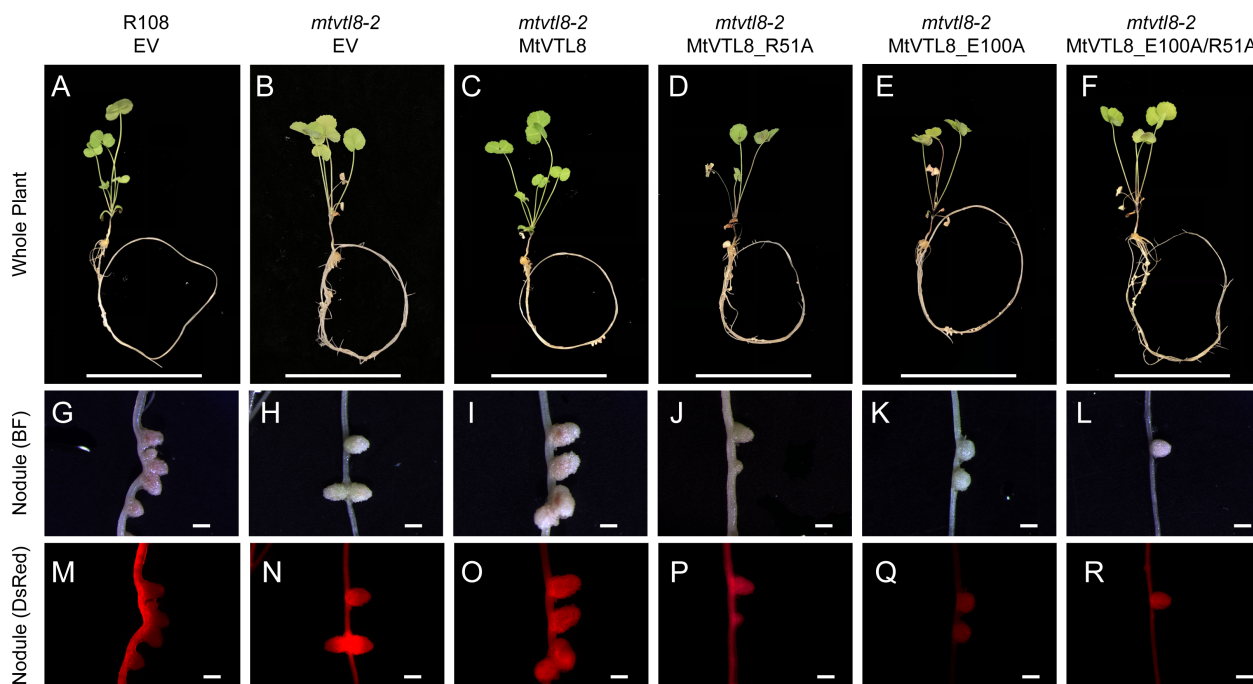 R108
EV
mtvtl8-2
EV
mtvtl8-2
MtVTL8
mtvtl8-2
MtVTL8_R51A
mtvtl8-2
MtVTL8_E100A
mtvtl8-2
MtVTL8_E100A/R51A
Whole Plant
A
B
C
D
E
F
Nodule (BF)
G
H
I
J
K
L
Nodule (DsRed)
M
N
O
P
Q
R